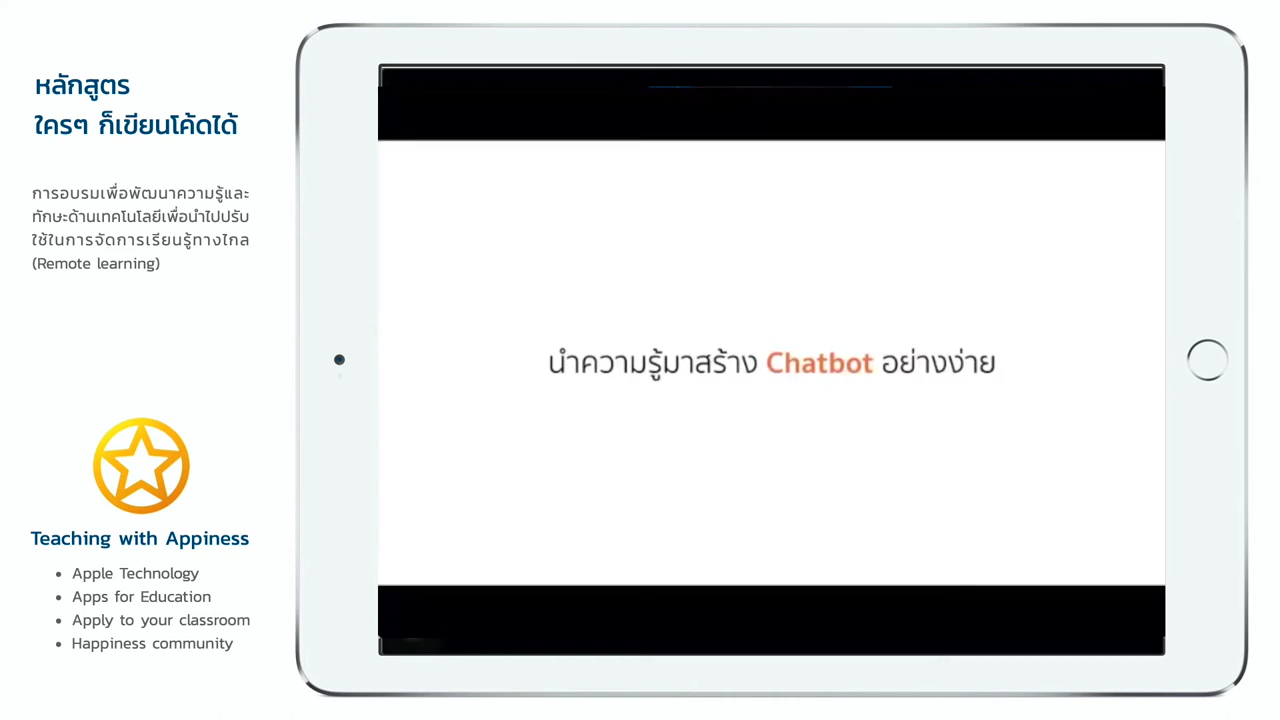 หลักสูตร
ใครๆ ก็เขียนโค้ดได้
การอบรมเพื่อพัฒนาความรู้และ
ทักษะด้านเทคโนโลยีเพื่อนำไปปรับ
ใช้ในการจัดการเรียนรู้ทางไกล
(Remote learning)
Teaching with Appiness
• Apple Technology
• Apps for Education
• Apply to your classroom
• Happiness community
นำความรู้มาสร้าง Chatbot อย่างง่าย